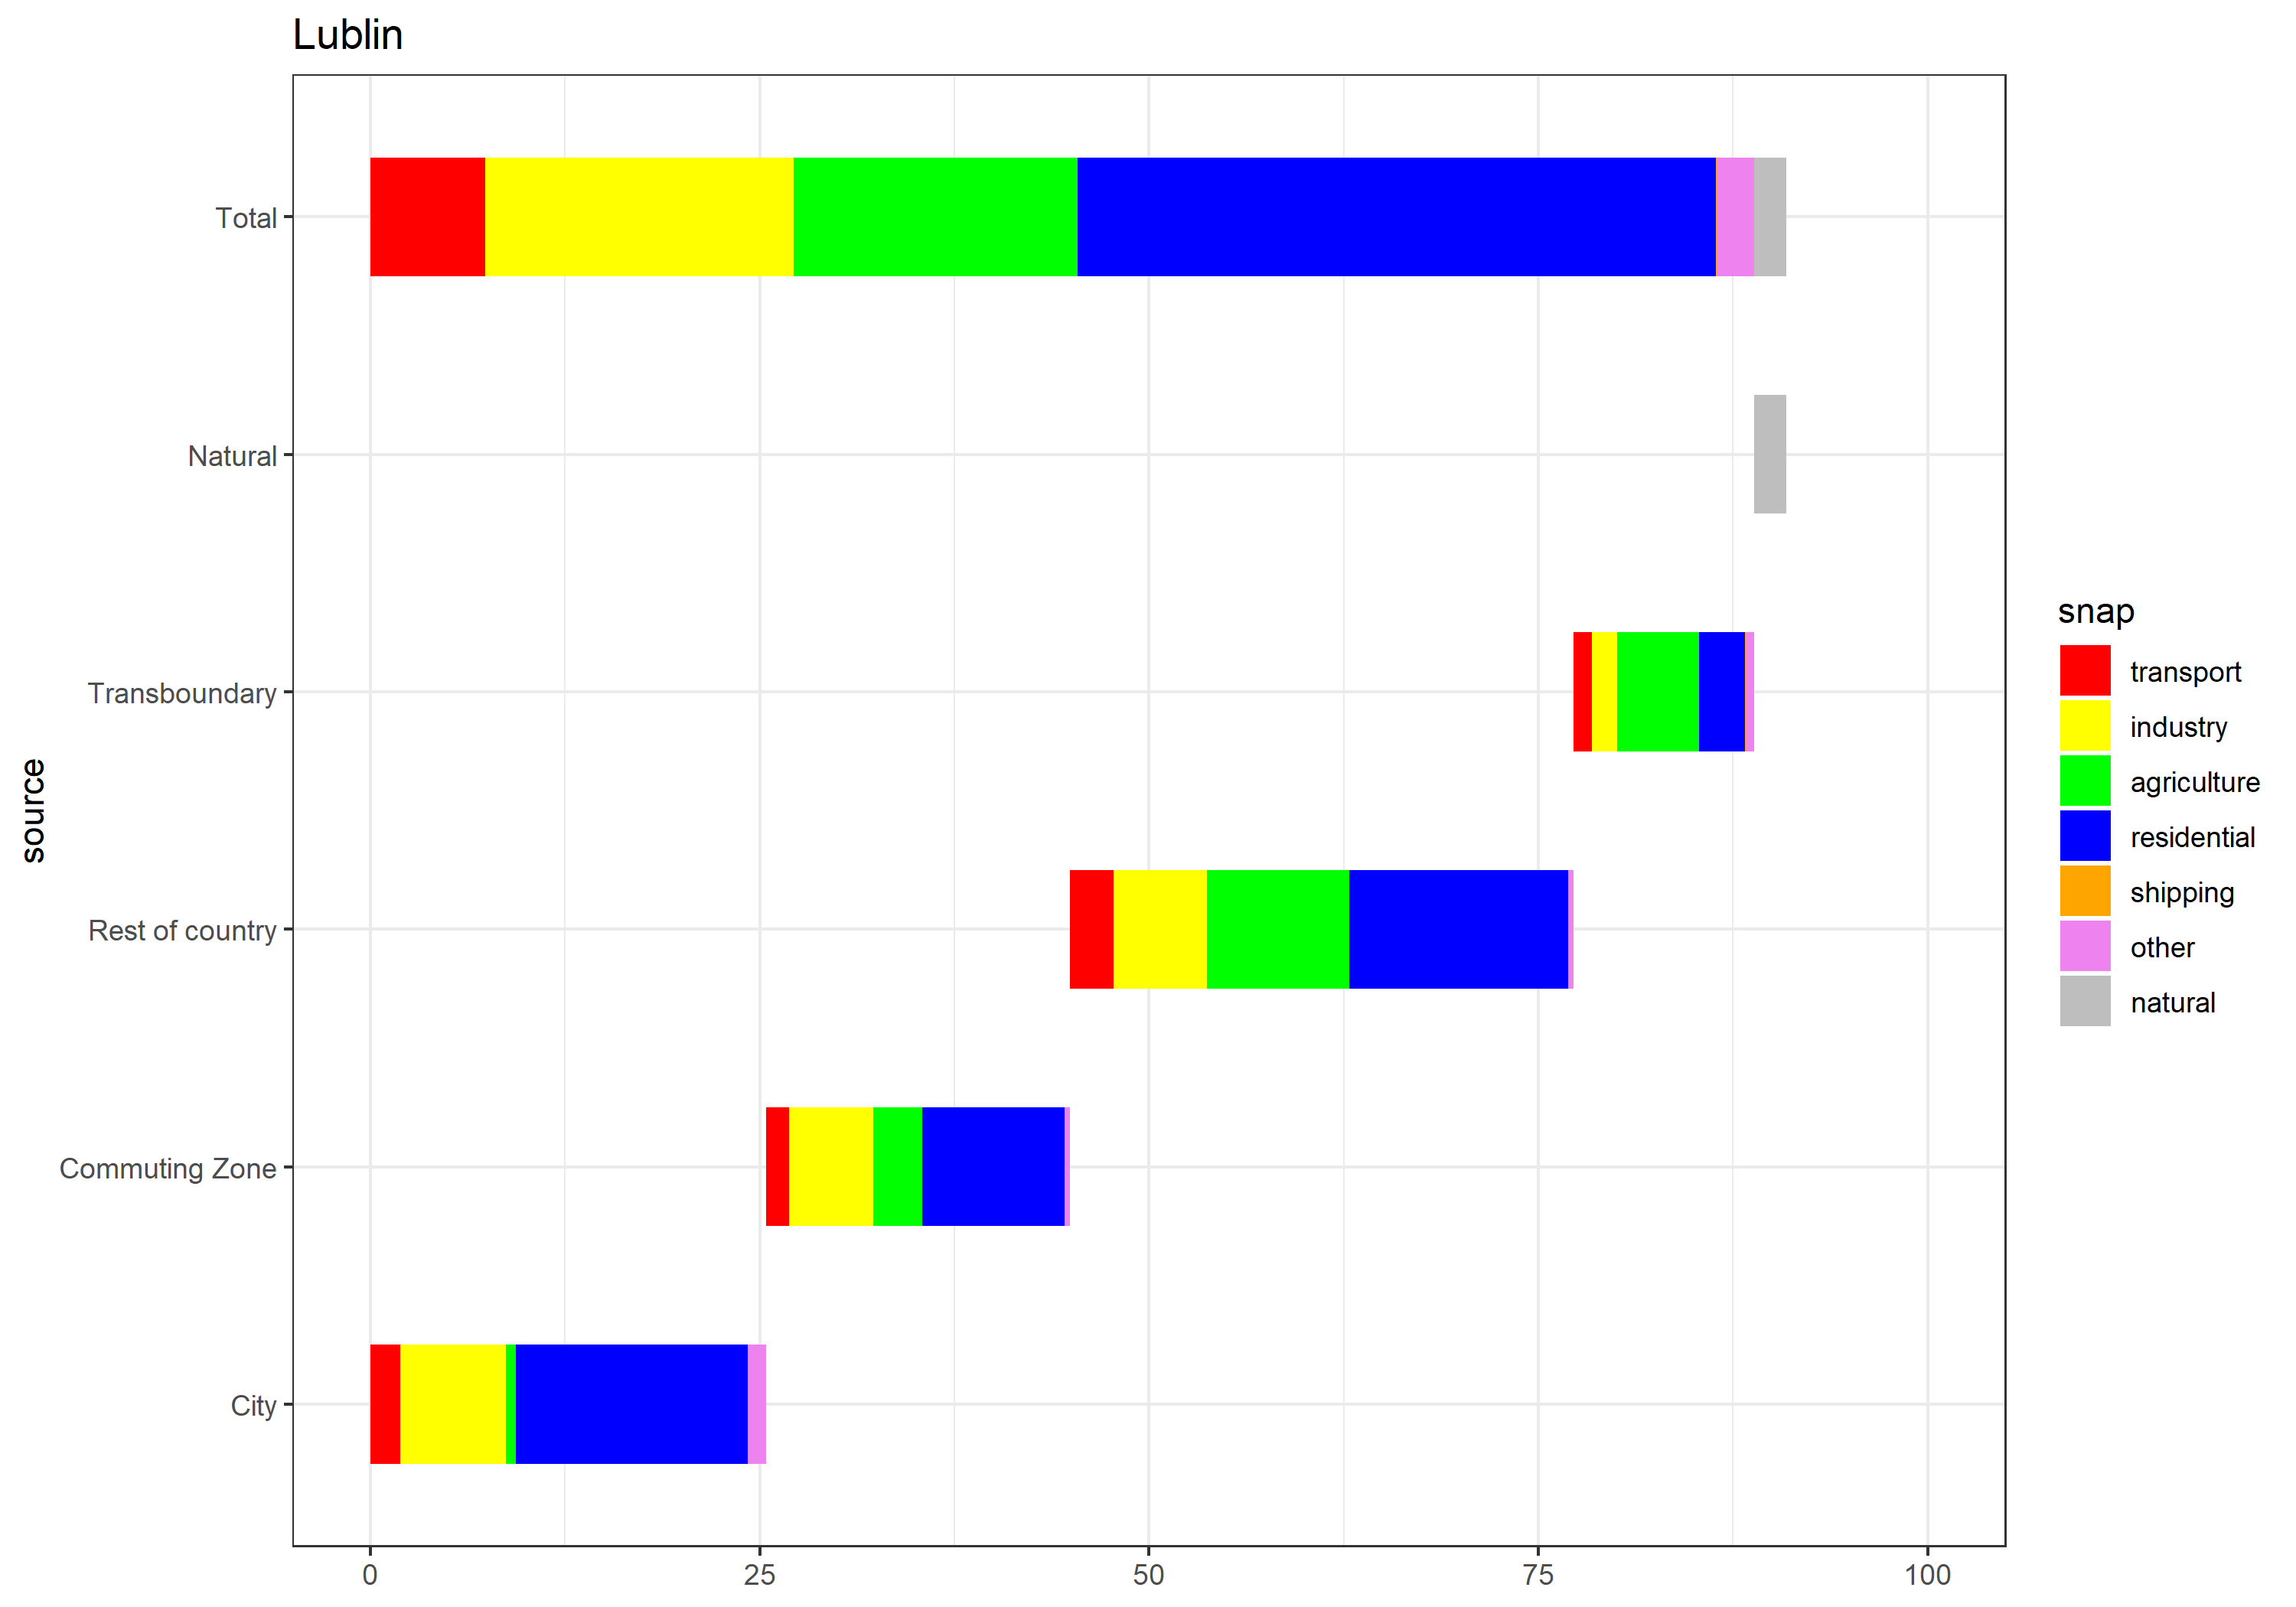 Lublin
Total
Natural
Transboundary
Rest of country
Commuting Zone
City
source
0 25 50 75 100
snap
transport
industry
agriculture
residential
shipping
other
natural